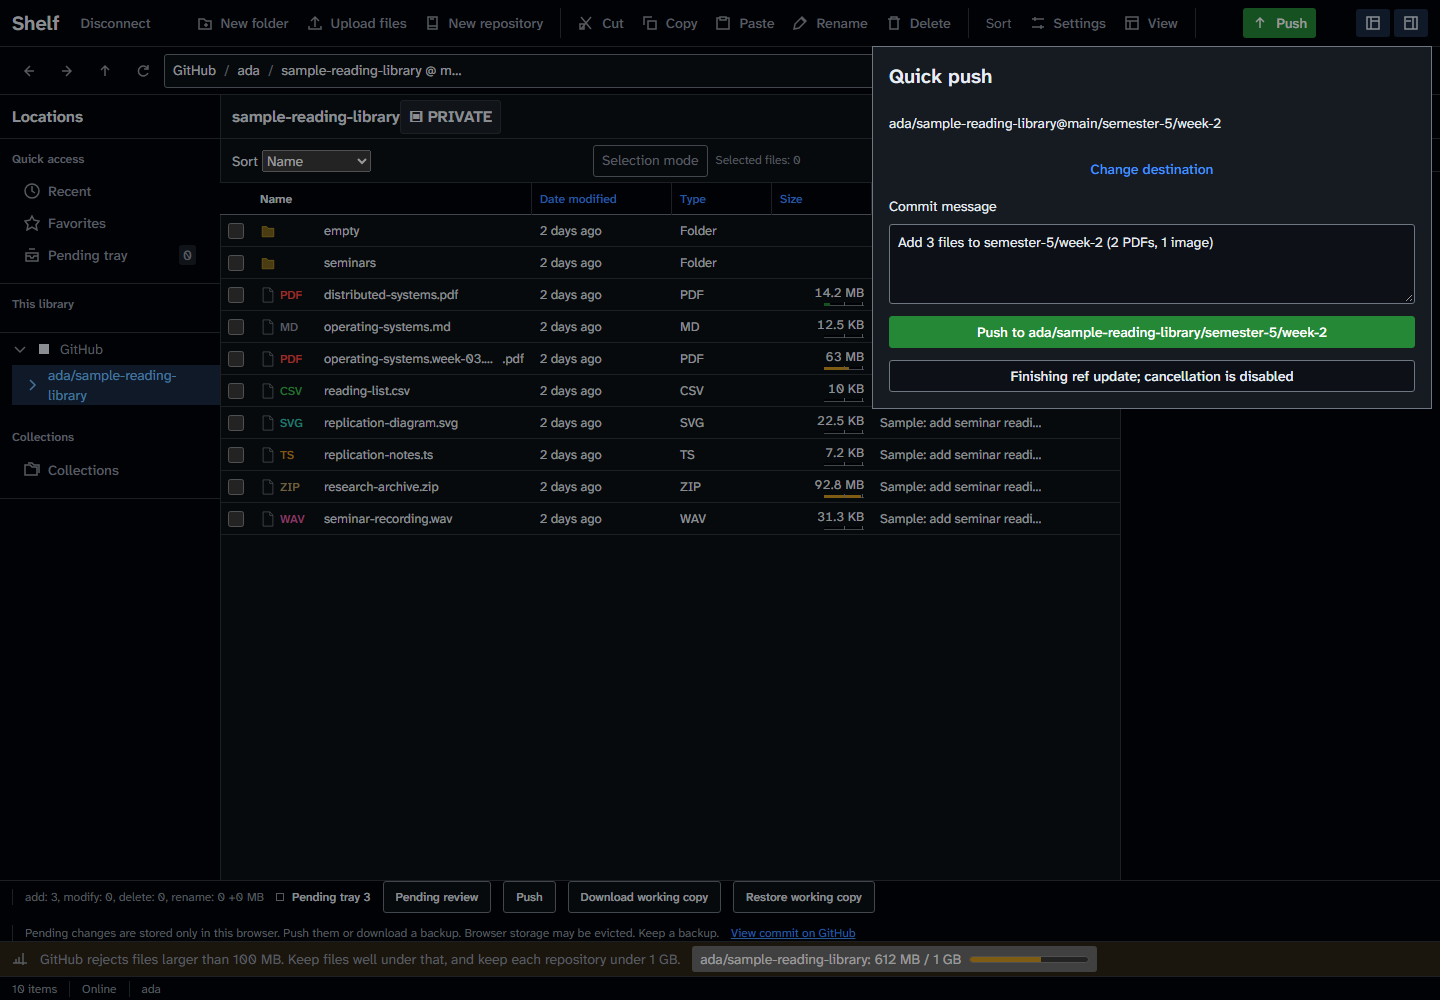 Shelf Disconnect New folder Upload files New repository Cut Copy Paste Rename Delete Sort Settings View Push
GitHub / ada / sample-reading-library @ m...
Quick push
ada/sample-reading-library@main/semester-5/week-2
Change destination
Commit message
Add 3 files to semester-5/week-2 (2 PDFs, 1 image)
Push to ada/sample-reading-library/semester-5/week-2
Finishing ref update; cancellation is disabled
Locations
Quick access
Recent
Favorites
Pending tray 0
This library
GitHub
ada/sample-reading-
library
Collections
Collections
sample-reading-library PRIVATE
Sort Name Selection mode Selected files: 0
Name Date modified Type Size
empty 2 days ago Folder
seminars 2 days ago Folder
PDF distributed-systems.pdf 2 days ago PDF 14.2 MB
MD operating-systems.md 2 days ago MD 12.5 KB
PDF operating-systems.week-03.... .pdf 2 days ago PDF 63 MB
CSV reading-list.csv 2 days ago CSV 10 KB
SVG replication-diagram.svg 2 days ago SVG 22.5 KB Sample: add seminar readi...
TS replication-notes.ts 2 days ago TS 7.2 KB Sample: add seminar readi...
ZIP research-archive.zip 2 days ago ZIP 92.8 MB Sample: add seminar readi...
WAV seminar-recording.wav 2 days ago WAV 31.3 KB Sample: add seminar readi...
add: 3, modify: 0, delete: 0, rename: 0 +0 MB Pending tray 3 Pending review Push Download working copy Restore working copy
Pending changes are stored only in this browser. Push them or download a backup. Browser storage may be evicted. Keep a backup. View commit on GitHub
GitHub rejects files larger than 100 MB. Keep files well under that, and keep each repository under 1 GB. ada/sample-reading-library: 612 MB / 1 GB
10 items Online ada